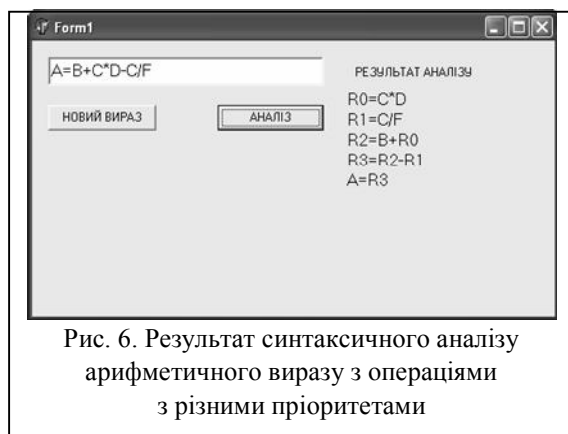 Form1
A=B+C*D-C/F
РЕЗУЛЬТАТ АНАЛІЗУ
НОВИЙ ВИРАЗ
АНАЛІЗ
R0=C*D
R1=C/F
R2=B+R0
R3=R2-R1
A=R3
Рис. 6. Результат синтаксичного аналізу
арифметичного виразу з операціями
з різними пріоритетами